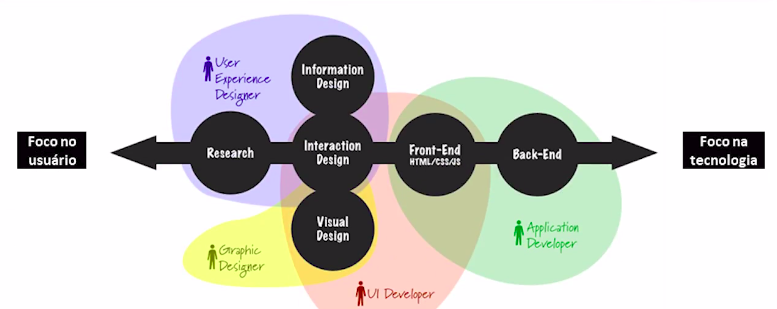 User
Experience
Designer
Information
Design
Foco no
usuário
Research
Interaction
Design
Front-End
HTML/CSS/JS
Back-End
Foco na
tecnologia
Visual
Design
Graphic
Designer
Application
Developer
UI Developer